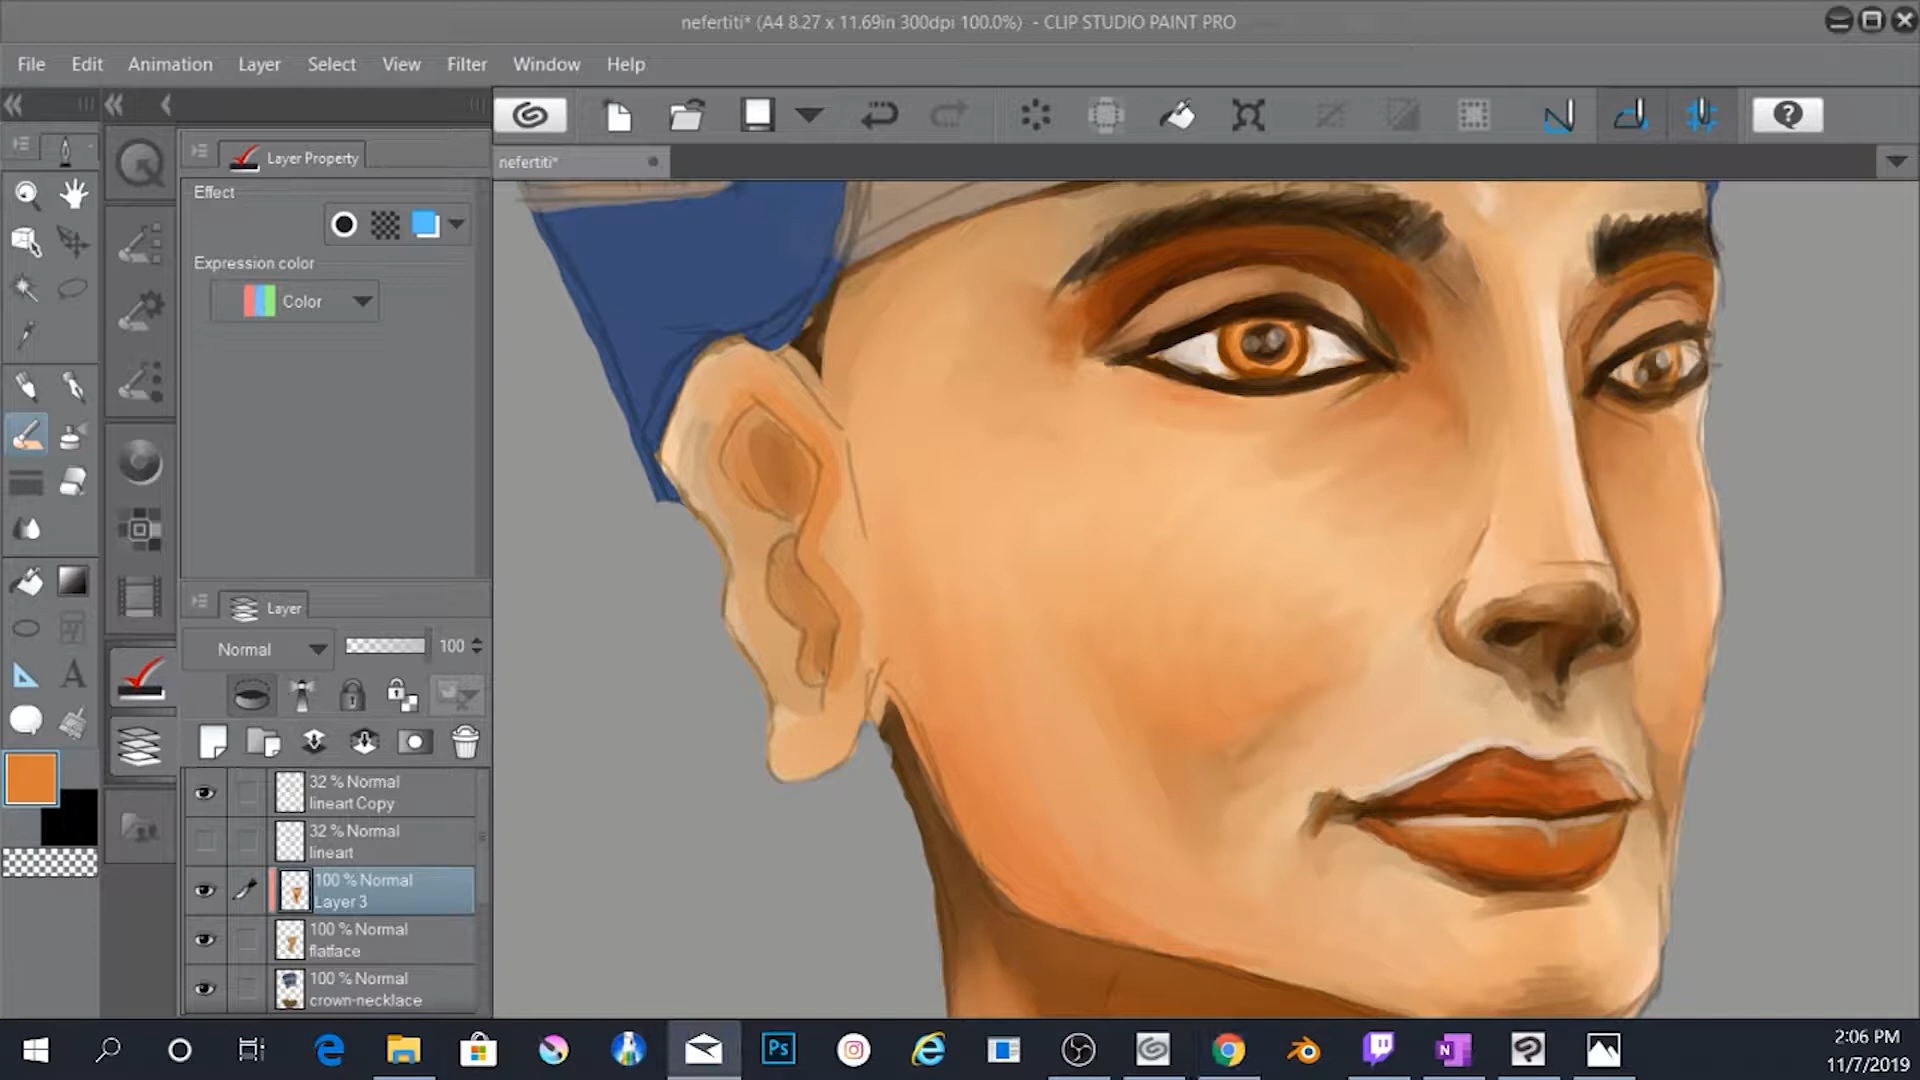 nefertiti* (A4 8.27 x 11.69in 300dpi 100.0%) - CLIP STUDIO PAINT PRO
File Edit Animation Layer Select View Filter Window Help
nefertiti*
Layer Property
Effect
Expression color
Color
Layer
Normal 100
32 % Normal
lineart Copy
32 % Normal
lineart
100 % Normal
Layer 3
100 % Normal
flatface
100 % Normal
crown-necklace
A
?
Ps
N
2:06 PM
11/7/2019